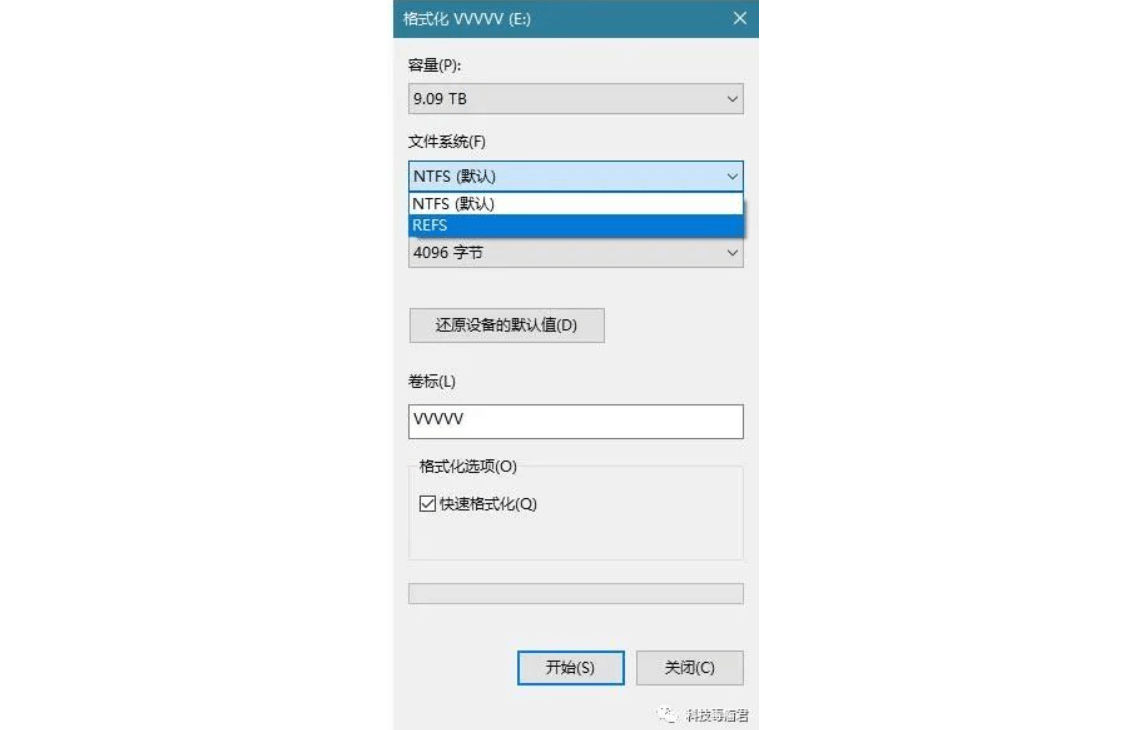 格式化 VVVVV (E:)
容量(P):
9.09 TB
文件系统(F)
NTFS (默认)
NTFS (默认)
REFS
4096 字节
还原设备的默认值(D)
卷标(L)
VVVVV
格式化选项(O)
快速格式化(Q)
开始(S)
关闭(C)
科技毒瘤君